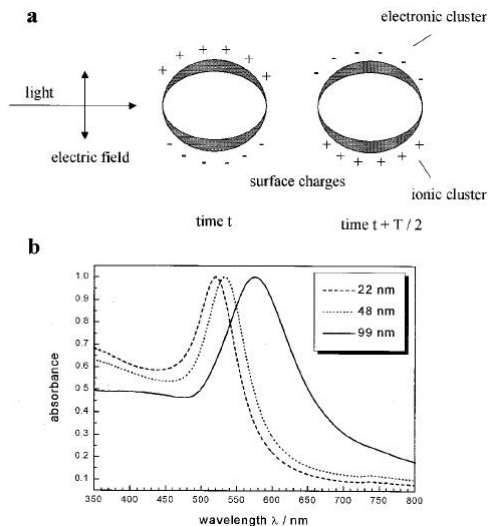 a
electronic cluster
+ + + + + +
- - - - - -
light
electric field
- - - - - -
+ + + + + +
surface charges
ionic cluster
time t
time t + T / 2
b
1.0
0.9
0.8
0.7
0.6
0.5
0.4
0.3
0.2
0.1
absorbance
22 nm
48 nm
99 nm
350 400 450 500 550 600 650 700 750 800
wavelength λ / nm